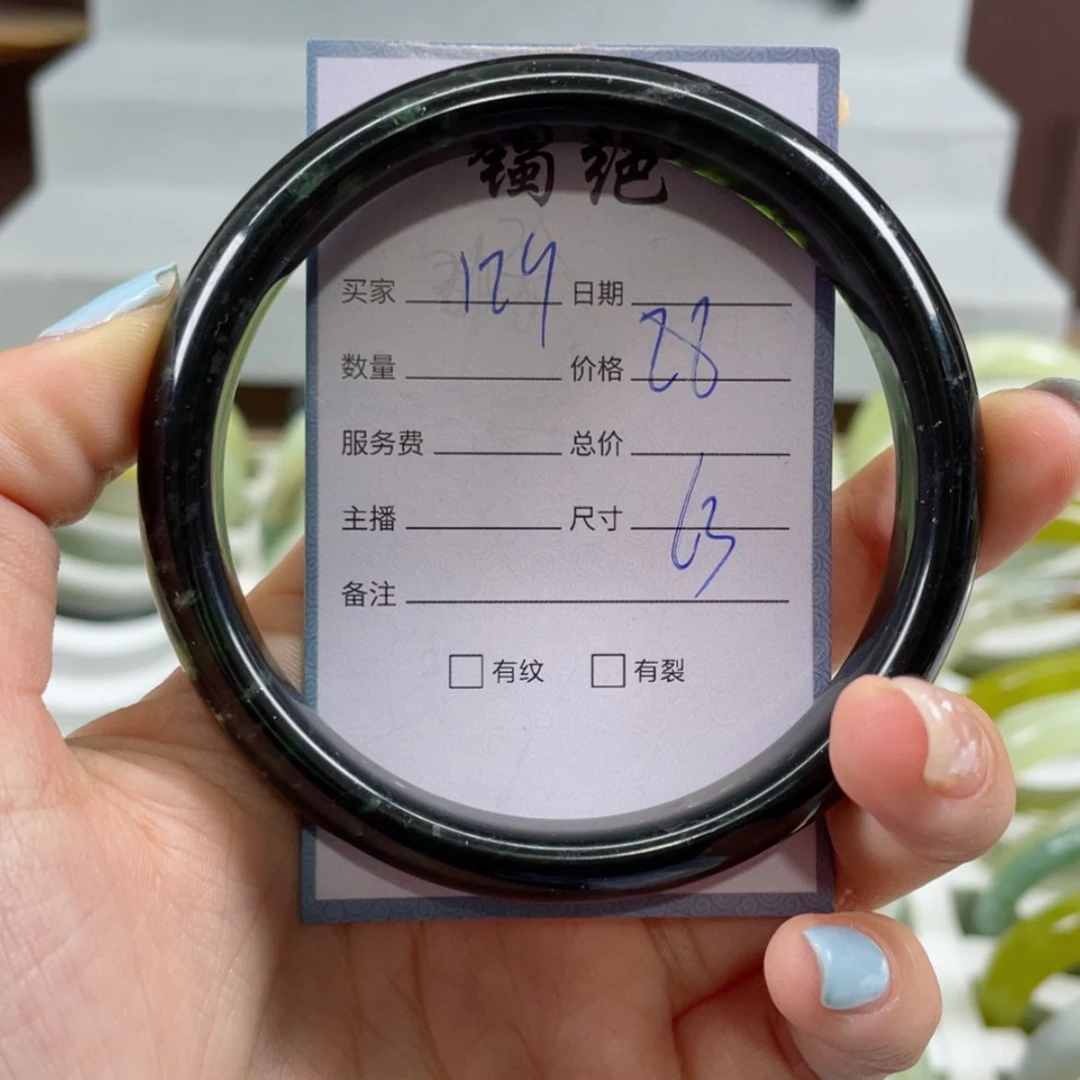 镯艳
买家 124 日期
数量 价格 28
服务费 总价
主播 尺寸 63
备注
有纹 有裂